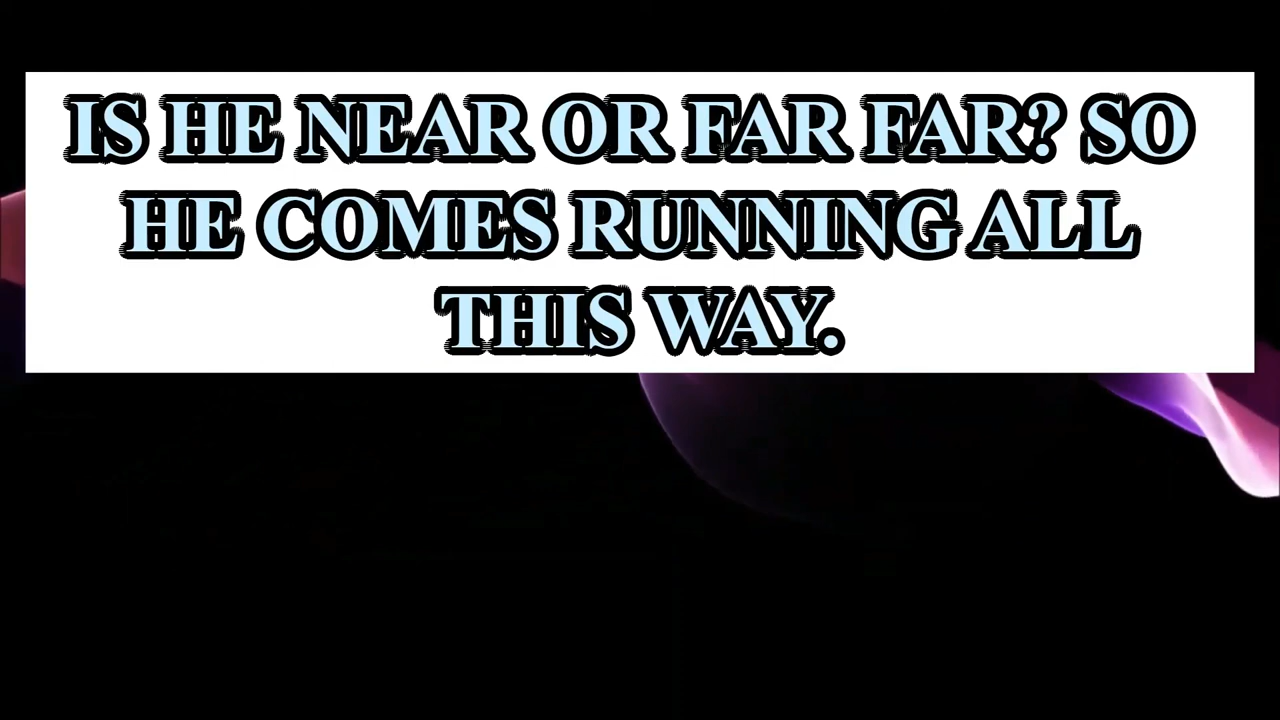 IS HE NEAR OR FAR FAR? SO
HE COMES RUNNING ALL
THIS WAY.